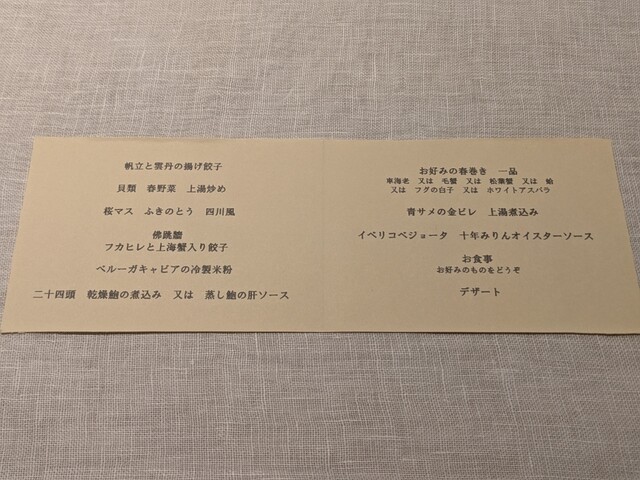 帆立と雲丹の揚げ餃子
貝類　春野菜　上湯炒め
桜マス　ふきのとう　四川風
佛跳牆
フカヒレと上海蟹入り餃子
ベルーガキャビアの冷製米粉
二十四頭　乾燥鮑の煮込み　又は　蒸し鮑の肝ソース
お好みの春巻き　一品
車海老　又は　毛蟹　又は　松葉蟹　又は　蛤
又は　フグの白子　又は　ホワイトアスパラ
青サメの金ビレ　上湯煮込み
イベリコベジョータ　十年みりんオイスターソース
お食事
お好みのものをどうぞ
デザート